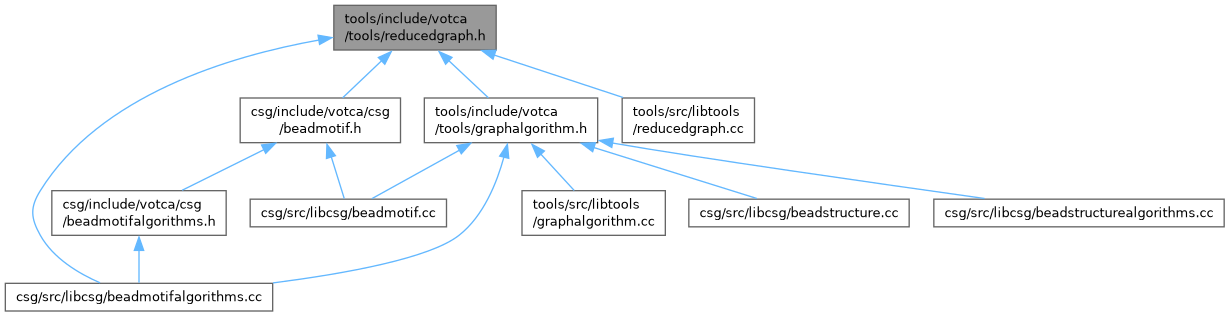 tools/include/votca
/tools/reducedgraph.h
csg/include/votca/csg
/beadmotif.h
tools/include/votca
/tools/graphalgorithm.h
tools/src/libtools
/reducedgraph.cc
csg/include/votca/csg
/beadmotifalgorithms.h
csg/src/libcsg/beadmotif.cc
tools/src/libtools
/graphalgorithm.cc
csg/src/libcsg/beadstructure.cc
csg/src/libcsg/beadstructurealgorithms.cc
csg/src/libcsg/beadmotifalgorithms.cc